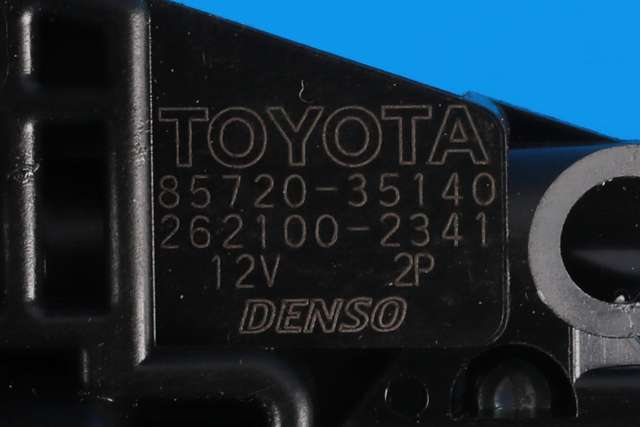 TOYOTA
85720-35140
262100-2341
12V 2P
DENSO